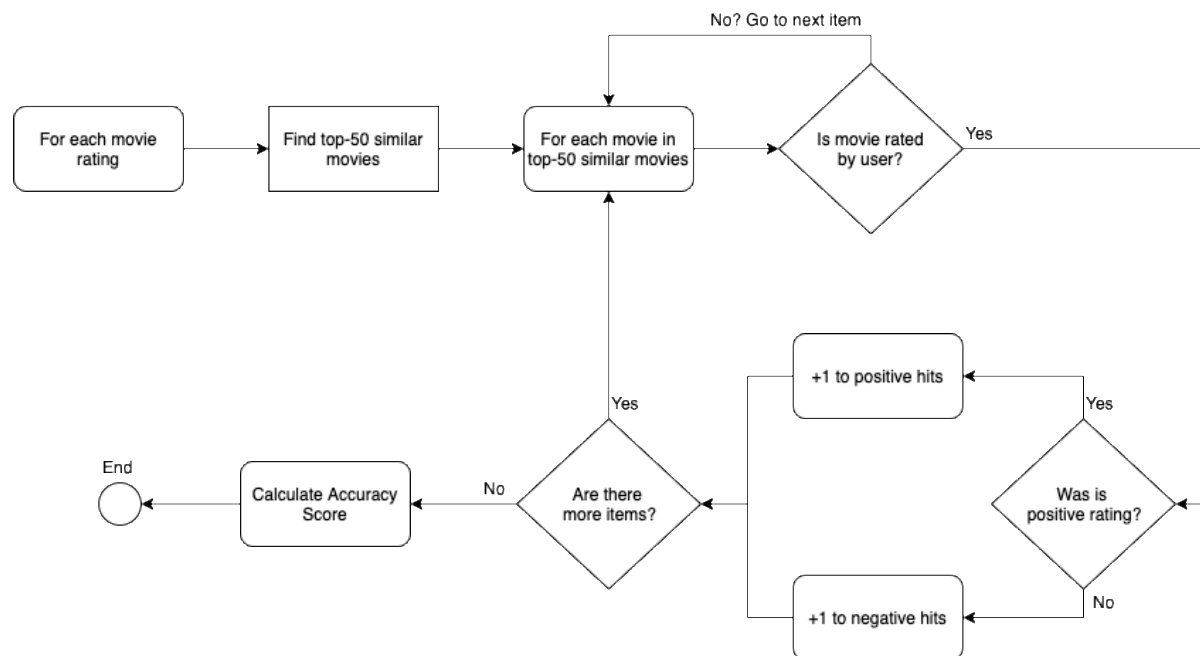 No? Go to next item
For each movie
rating
Find top-50 similar
movies
For each movie in
top-50 similar movies
Is movie rated
by user?
Yes
+1 to positive hits
Yes
Was is
positive rating?
No
+1 to negative hits
Yes
Are there
more items?
No
Calculate Accuracy
Score
End